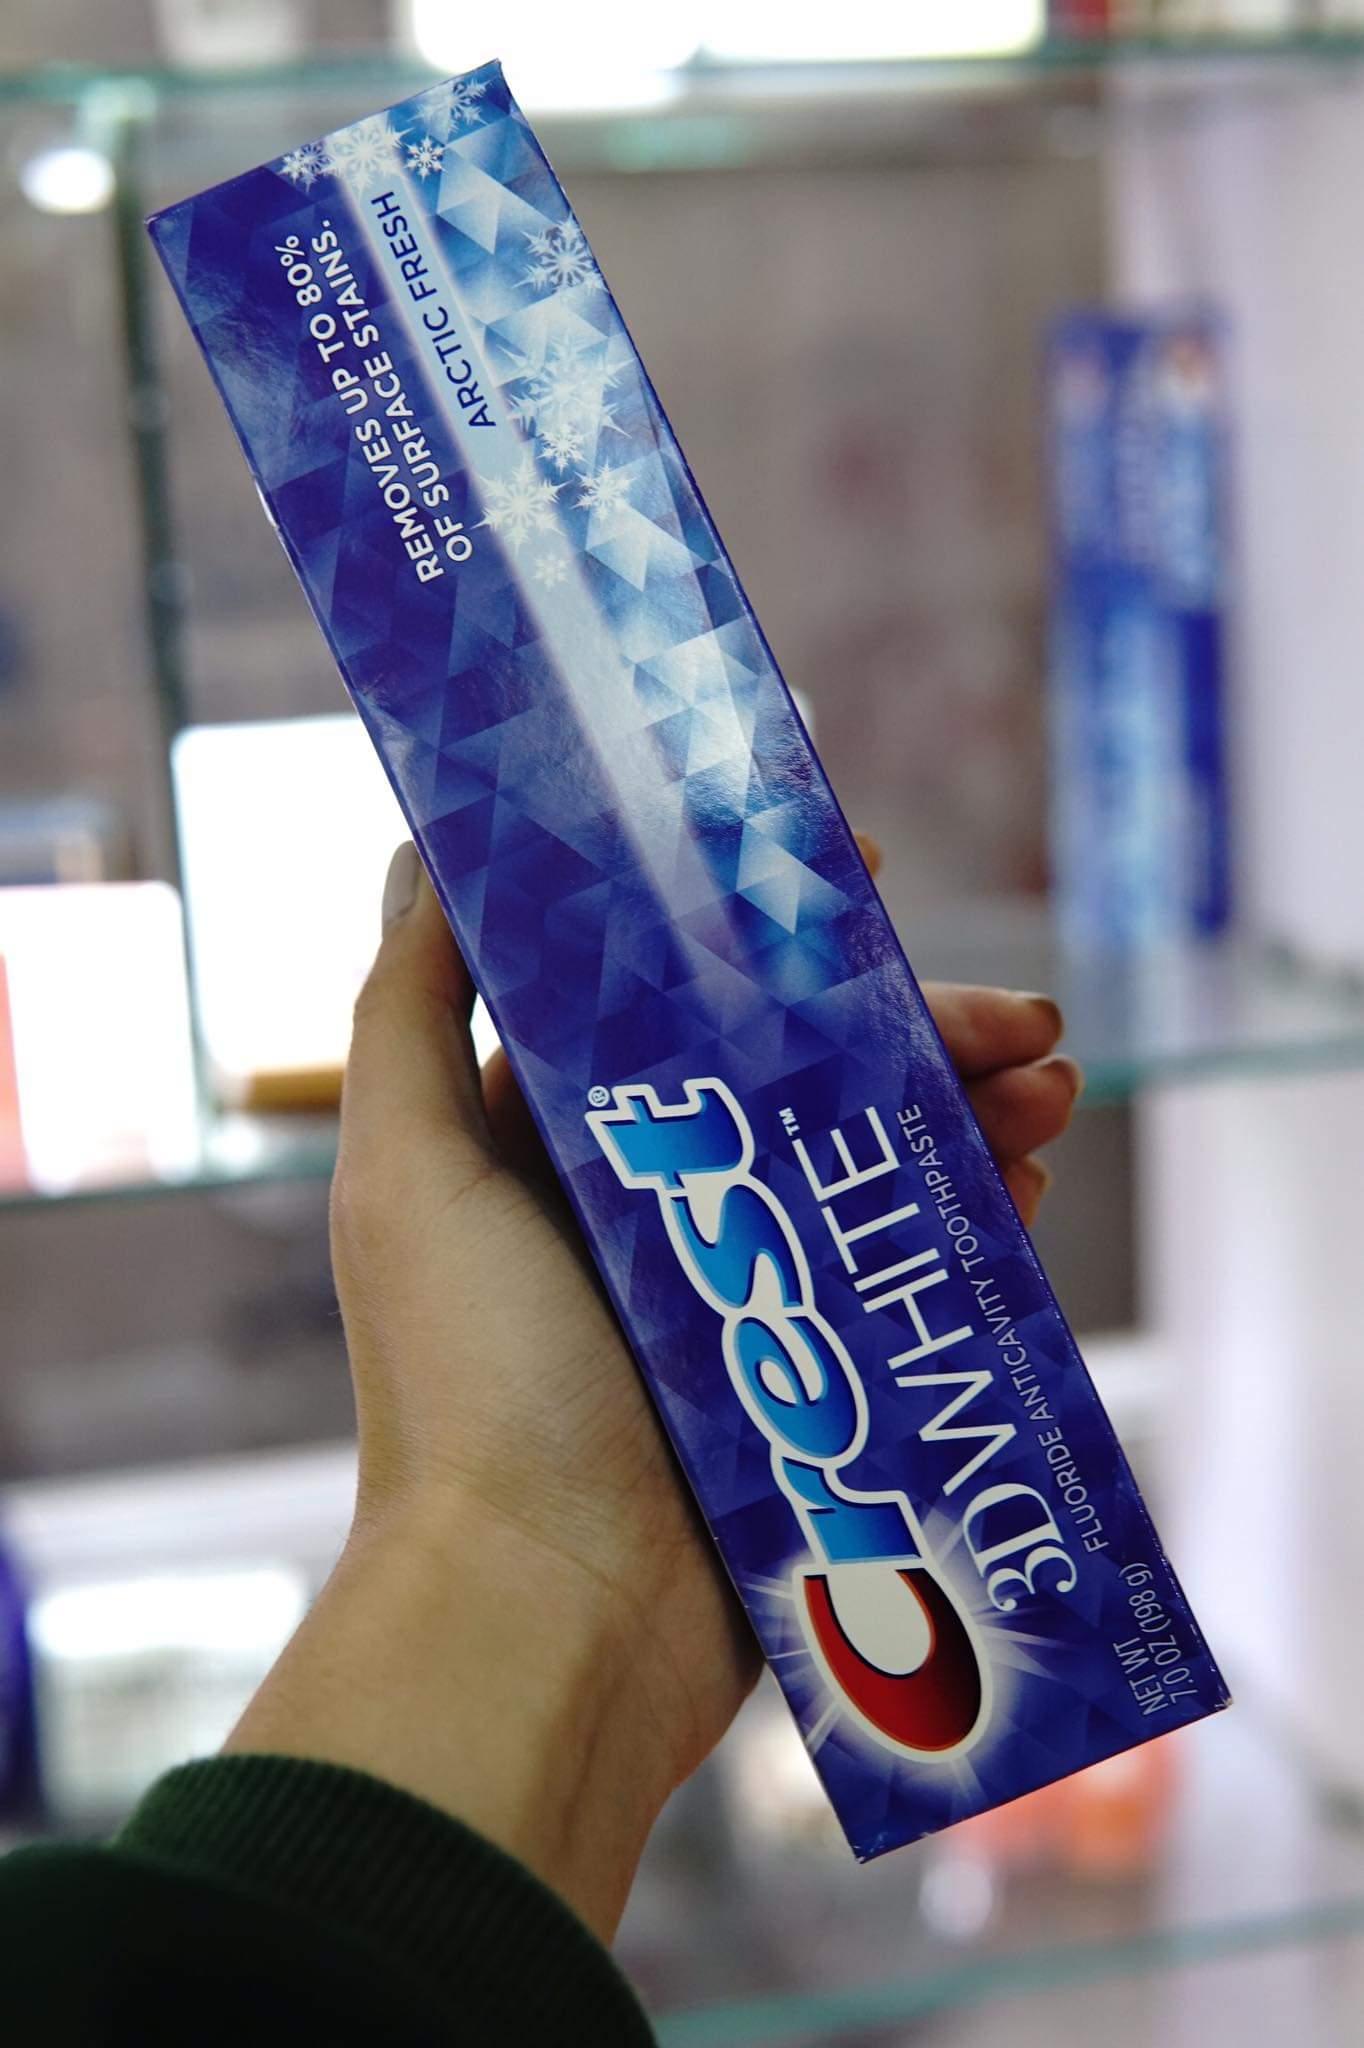 Crest®
3D WHITE™
FLUORIDE ANTICAVITY TOOTHPASTE
NET WT
7.0 OZ (198 g)
REMOVES UP TO 80%
OF SURFACE STAINS.
ARCTIC FRESH